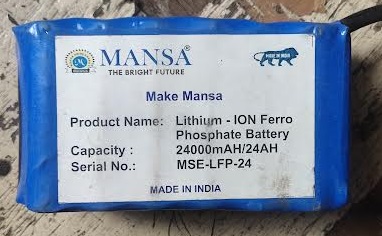 MANSA®
THE BRIGHT FUTURE
MAKE IN INDIA
Make Mansa
Product Name: Lithium - ION Ferro
Phosphate Battery
Capacity : 24000mAH/24AH
Serial No.: MSE-LFP-24
MADE IN INDIA